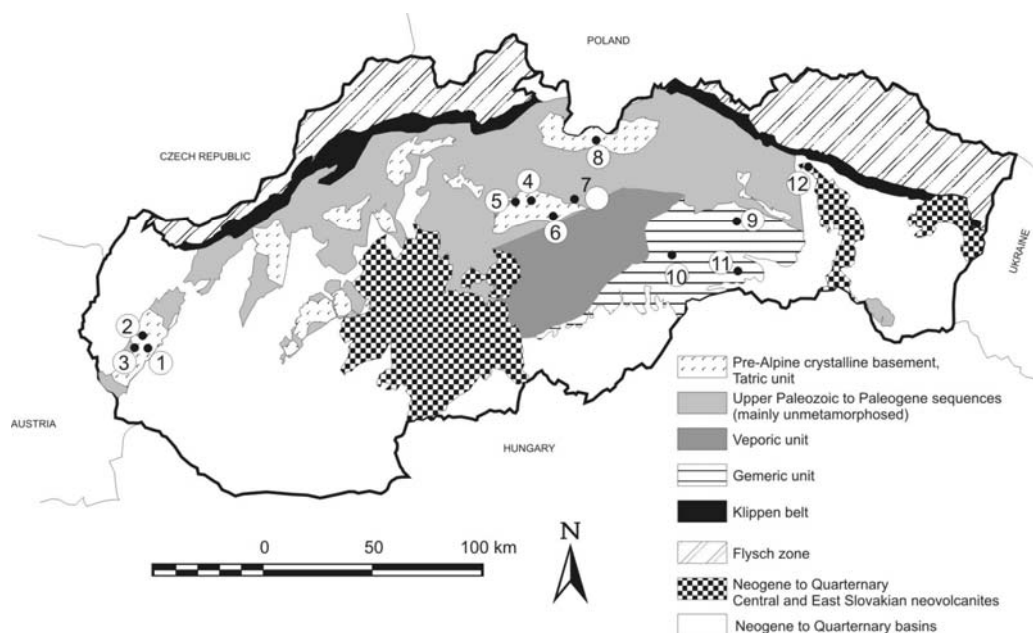 POLAND
CZECH REPUBLIC
8
12
7
4
5
6
9
UKRAINE
10
11
2
3
1
Pre-Alpine crystalline basement,
Tatric unit
Upper Paleozoic to Paleogene sequences
(mainly unmetamorphosed)
AUSTRIA
HUNGARY
Veporic unit
Gemeric unit
Klippen belt
N
0 50 100 km
Flysch zone
Neogene to Quarternary
Central and East Slovakian neovolcanites
Neogene to Quarternary basins